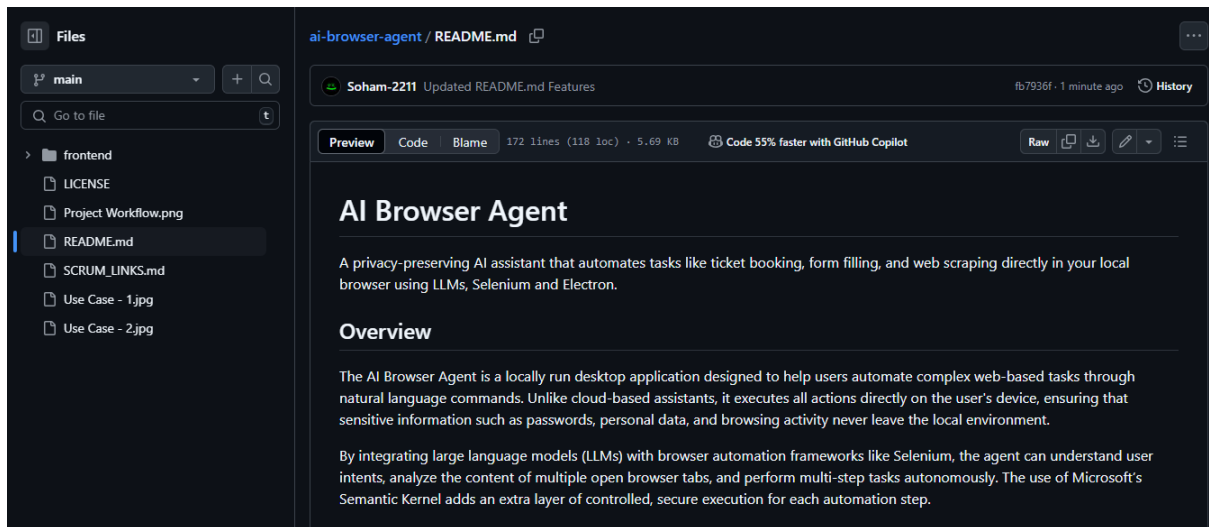 Files
main
Go to file
t
frontend
LICENSE
Project Workflow.png
README.md
SCRUM_LINKS.md
Use Case - 1.jpg
Use Case - 2.jpg
ai-browser-agent / README.md
Soham-2211 Updated README.md Features
fb7936f · 1 minute ago
History
Preview
Code
Blame
172 lines (118 loc) · 5.69 KB
Code 55% faster with GitHub Copilot
Raw
AI Browser Agent
A privacy-preserving AI assistant that automates tasks like ticket booking, form filling, and web scraping directly in your local
browser using LLMs, Selenium and Electron.
Overview
The AI Browser Agent is a locally run desktop application designed to help users automate complex web-based tasks through
natural language commands. Unlike cloud-based assistants, it executes all actions directly on the user's device, ensuring that
sensitive information such as passwords, personal data, and browsing activity never leave the local environment.
By integrating large language models (LLMs) with browser automation frameworks like Selenium, the agent can understand user
intents, analyze the content of multiple open browser tabs, and perform multi-step tasks autonomously. The use of Microsoft's
Semantic Kernel adds an extra layer of controlled, secure execution for each automation step.